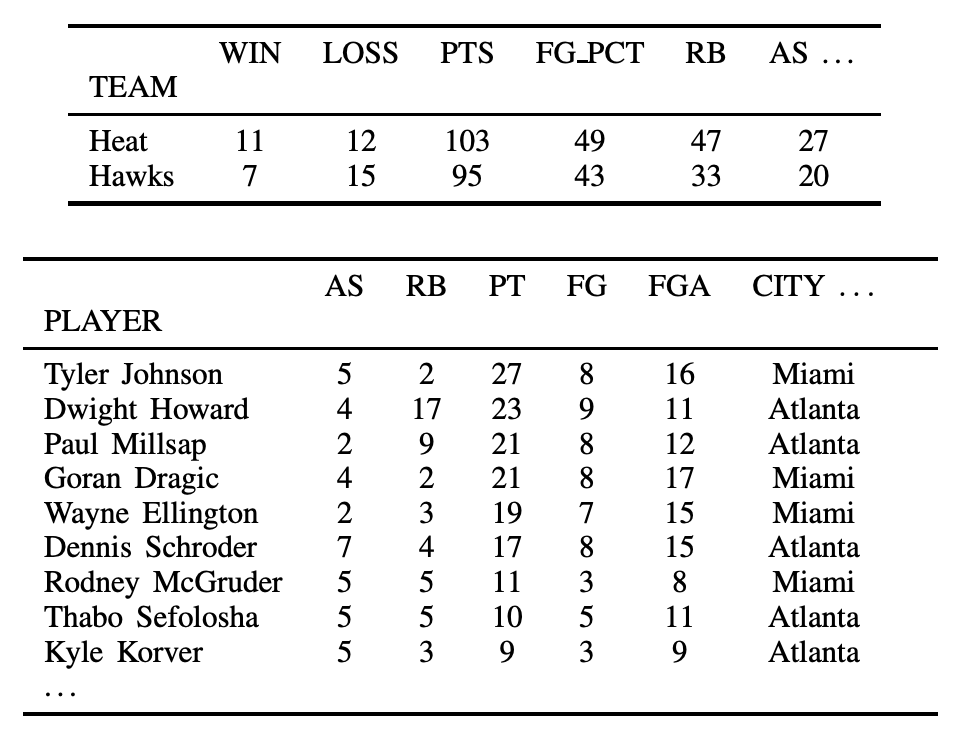 WIN LOSS PTS FG_PCT RB AS ...
TEAM
Heat 11 12 103 49 47 27
Hawks 7 15 95 43 33 20
AS RB PT FG FGA CITY ...
PLAYER
Tyler Johnson 5 2 27 8 16 Miami
Dwight Howard 4 17 23 9 11 Atlanta
Paul Millsap 2 9 21 8 12 Atlanta
Goran Dragic 4 2 21 8 17 Miami
Wayne Ellington 2 3 19 7 15 Miami
Dennis Schroder 7 4 17 8 15 Atlanta
Rodney McGruder 5 5 11 3 8 Miami
Thabo Sefolosha 5 5 10 5 11 Atlanta
Kyle Korver 5 3 9 3 9 Atlanta
...